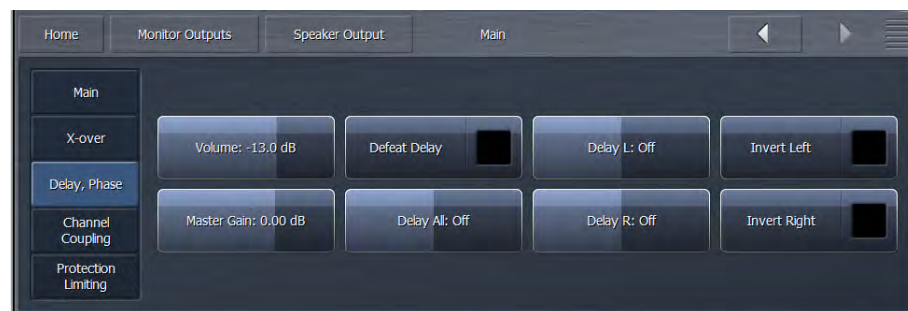 Home
Monitor Outputs
Speaker Output
Main
Main
X-over
Delay, Phase
Channel
Coupling
Protection
Limiting
Volume: -13.0 dB
Defeat Delay
Delay L: Off
Invert Left
Master Gain: 0.00 dB
Delay All: Off
Delay R: Off
Invert Right